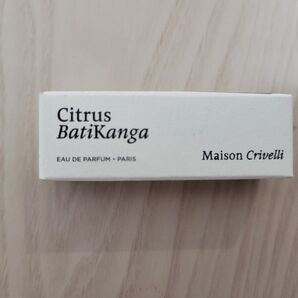 Citrus
BatiKanga
EAU DE PARFUM • PARIS
Maison Crivelli